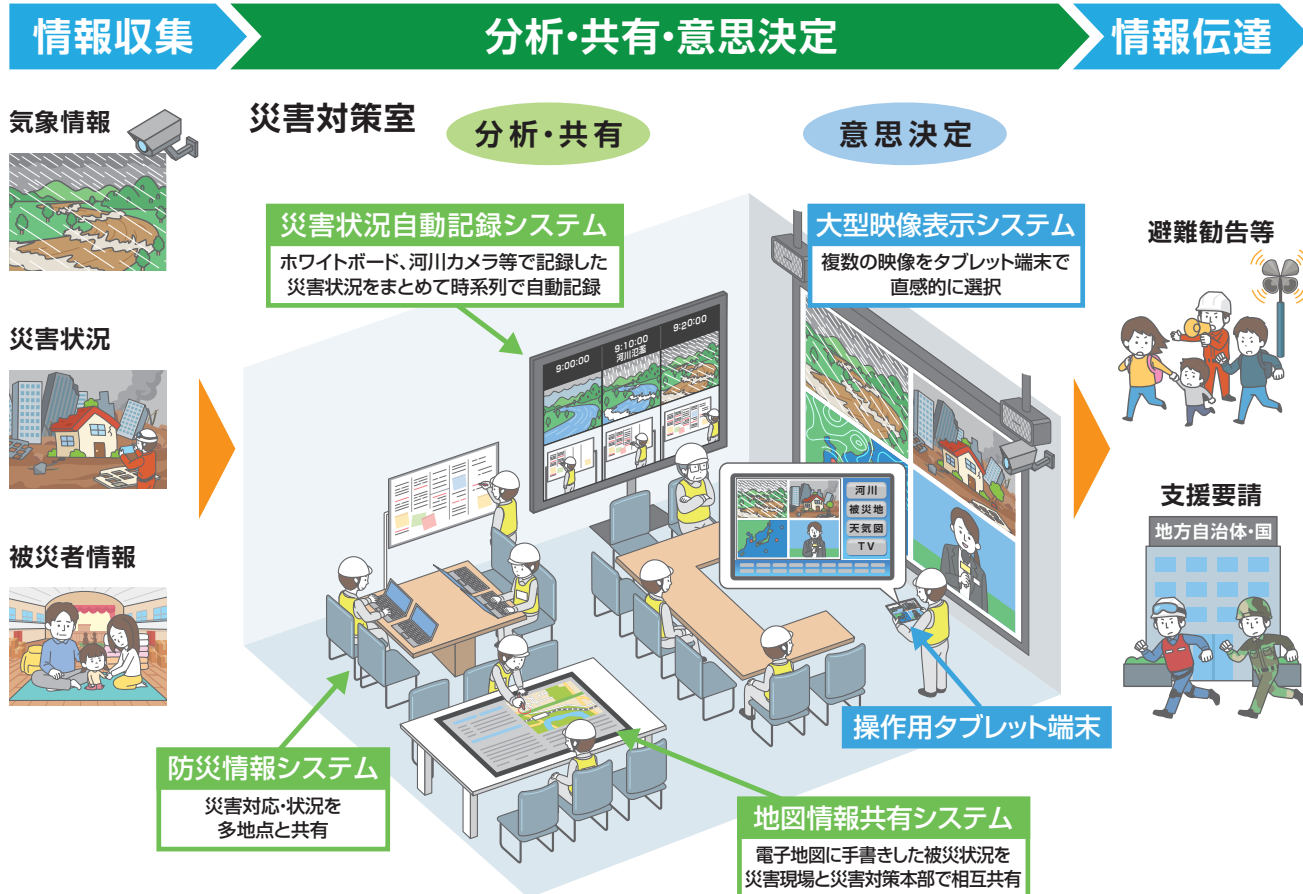 情報収集
分析・共有・意思決定
情報伝達
気象情報
災害対策室
分析・共有
意思決定
災害状況自動記録システム
ホワイトボード、河川カメラ等で記録した
災害状況をまとめて時系列で自動記録
大型映像表示システム
複数の映像をタブレット端末で
直感的に選択
避難勧告等
災害状況
9:00:00
9:10:00
河川氾濫
9:20:00
河川
被災地
天気図
TV
支援要請
地方自治体・国
被災者情報
操作用タブレット端末
防災情報システム
災害対応・状況を
多地点と共有
地図情報共有システム
電子地図に手書きした被災状況を
災害現場と災害対策本部で相互共有